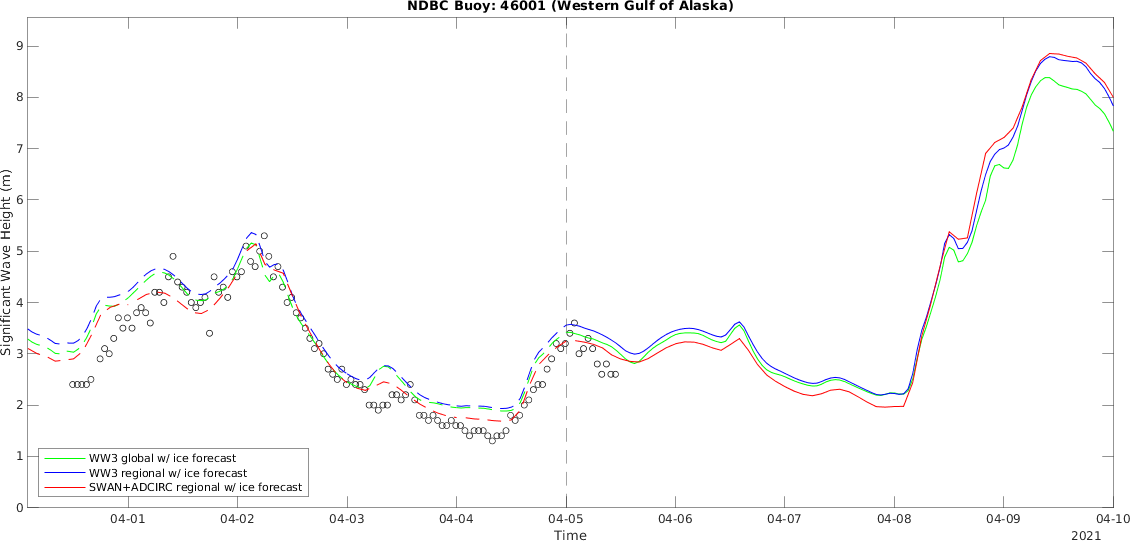 NDBC Buoy: 46001 (Western Gulf of Alaska)
Significant Wave Height (m)
9
8
7
6
5
4
3
2
1
0
WW3 global w/ ice forecast
WW3 regional w/ ice forecast
SWAN+ADCIRC regional w/ ice forecast
04-01 04-02 04-03 04-04 04-05 04-06 04-07 04-08 04-09 04-10
Time
2021